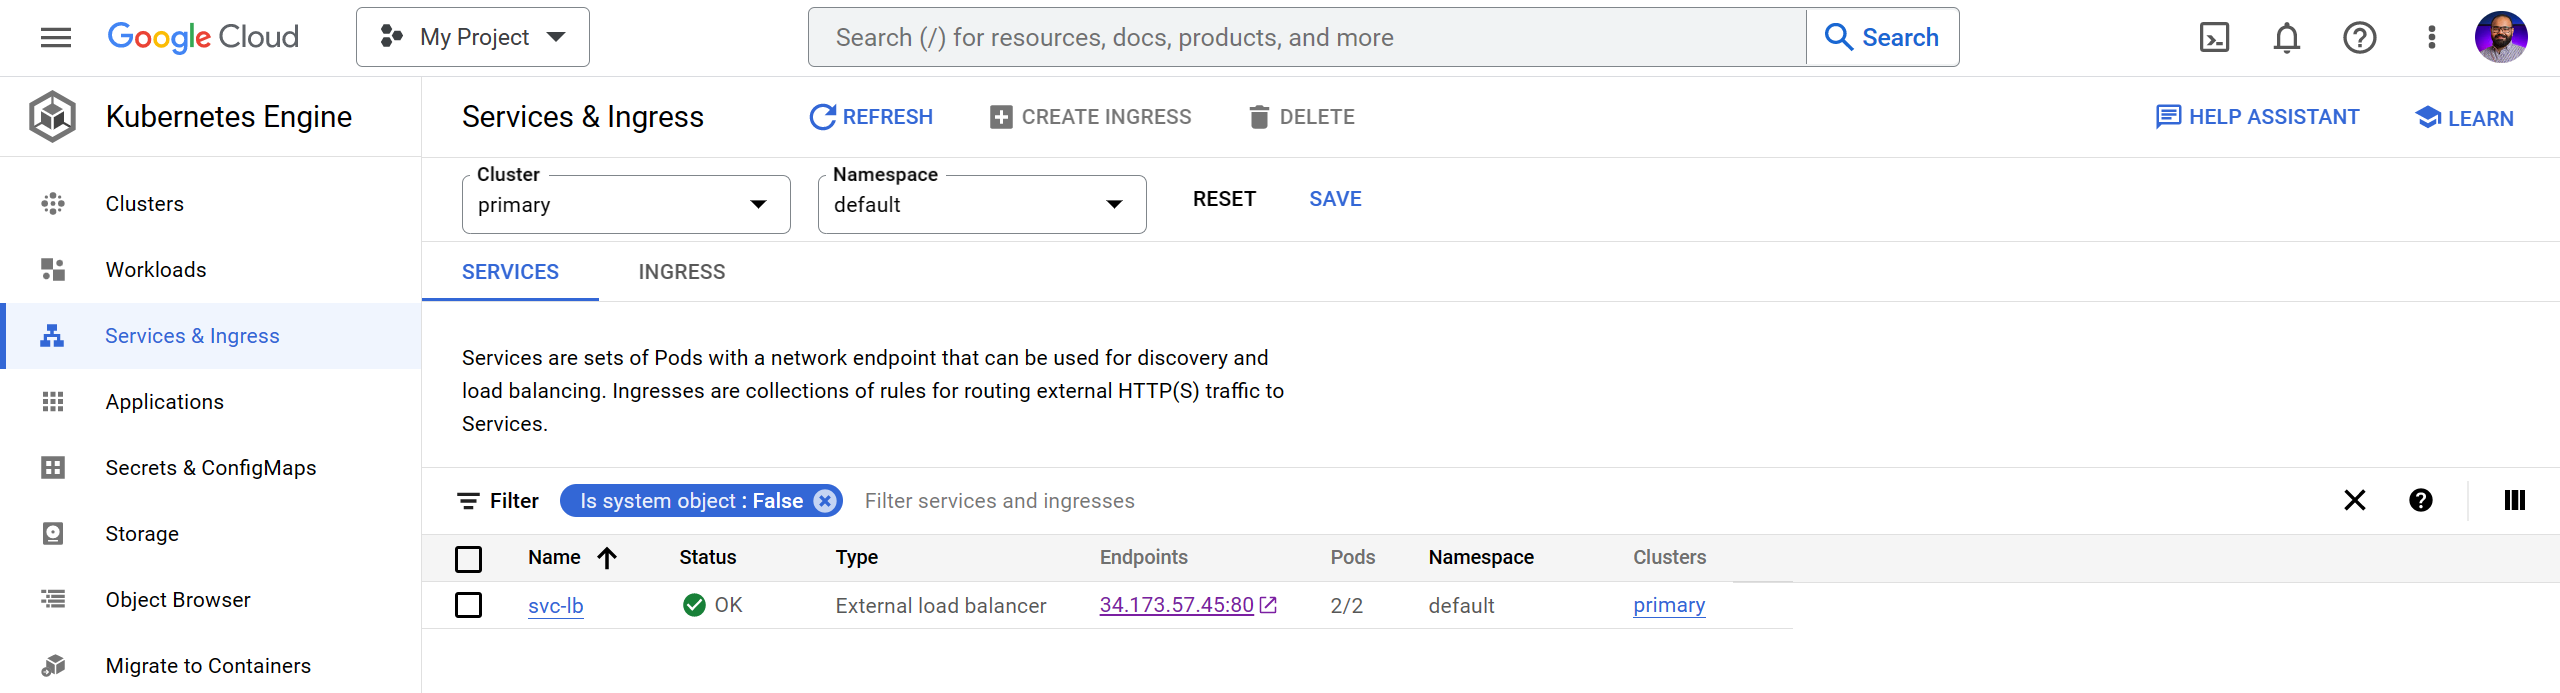 Google Cloud
My Project
Search (/) for resources, docs, products, and more
Search
Kubernetes Engine
Services & Ingress
REFRESH
CREATE INGRESS
DELETE
HELP ASSISTANT
LEARN
Clusters
Workloads
Services & Ingress
Applications
Secrets & ConfigMaps
Storage
Object Browser
Migrate to Containers
Cluster
primary
Namespace
default
RESET
SAVE
SERVICES
INGRESS
Services are sets of Pods with a network endpoint that can be used for discovery and
load balancing. Ingresses are collections of rules for routing external HTTP(S) traffic to
Services.
Filter
Is system object : False
Filter services and ingresses
Name Status Type Endpoints Pods Namespace Clusters
svc-lb OK External load balancer 34.173.57.45:80 2/2 default primary